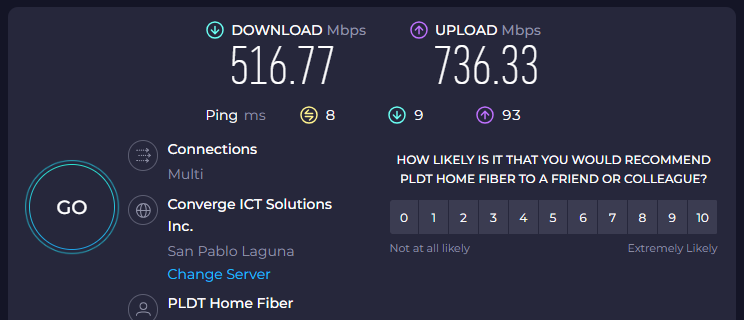 DOWNLOAD Mbps
516.77
UPLOAD Mbps
736.33
Ping ms 8 9 93
GO
Connections
Multi
Converge ICT Solutions
Inc.
San Pablo Laguna
Change Server
PLDT Home Fiber
HOW LIKELY IS IT THAT YOU WOULD RECOMMEND
PLDT HOME FIBER TO A FRIEND OR COLLEAGUE?
0 1 2 3 4 5 6 7 8 9 10
Not at all likely Extremely Likely